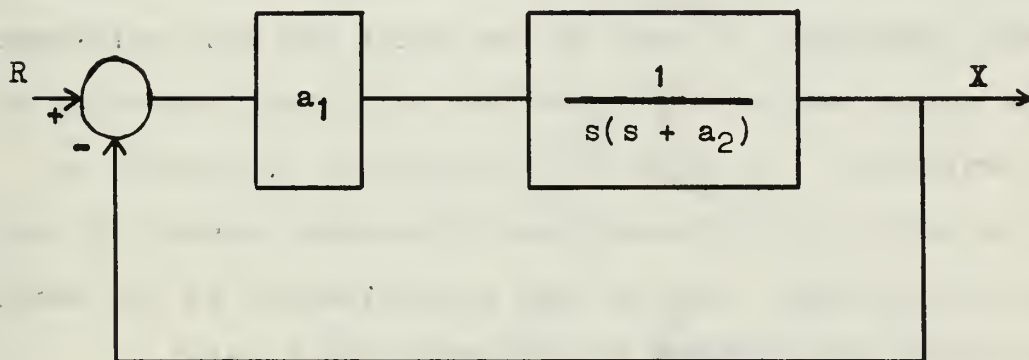 R
+
-
a₁
1
s(s + a₂)
X